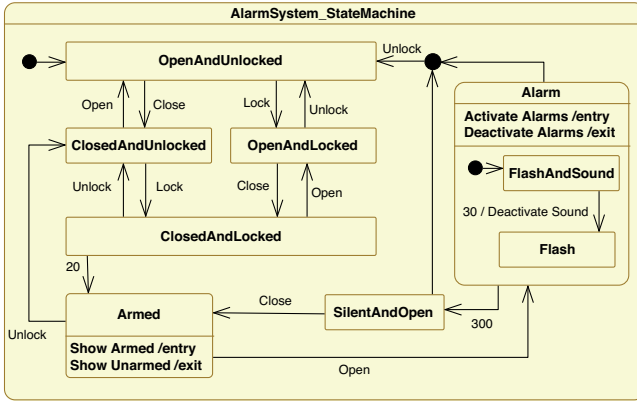 AlarmSystem_StateMachine
OpenAndUnlocked
Unlock
Alarm
Activate Alarms /entry
Deactivate Alarms /exit
Open
Close
Lock
Unlock
ClosedAndUnlocked
OpenAndLocked
FlashAndSound
Unlock
Lock
Close
Open
30 / Deactivate Sound
ClosedAndLocked
Flash
20
Armed
Close
SilentAndOpen
300
Unlock
Show Armed /entry
Show Unarmed /exit
Open